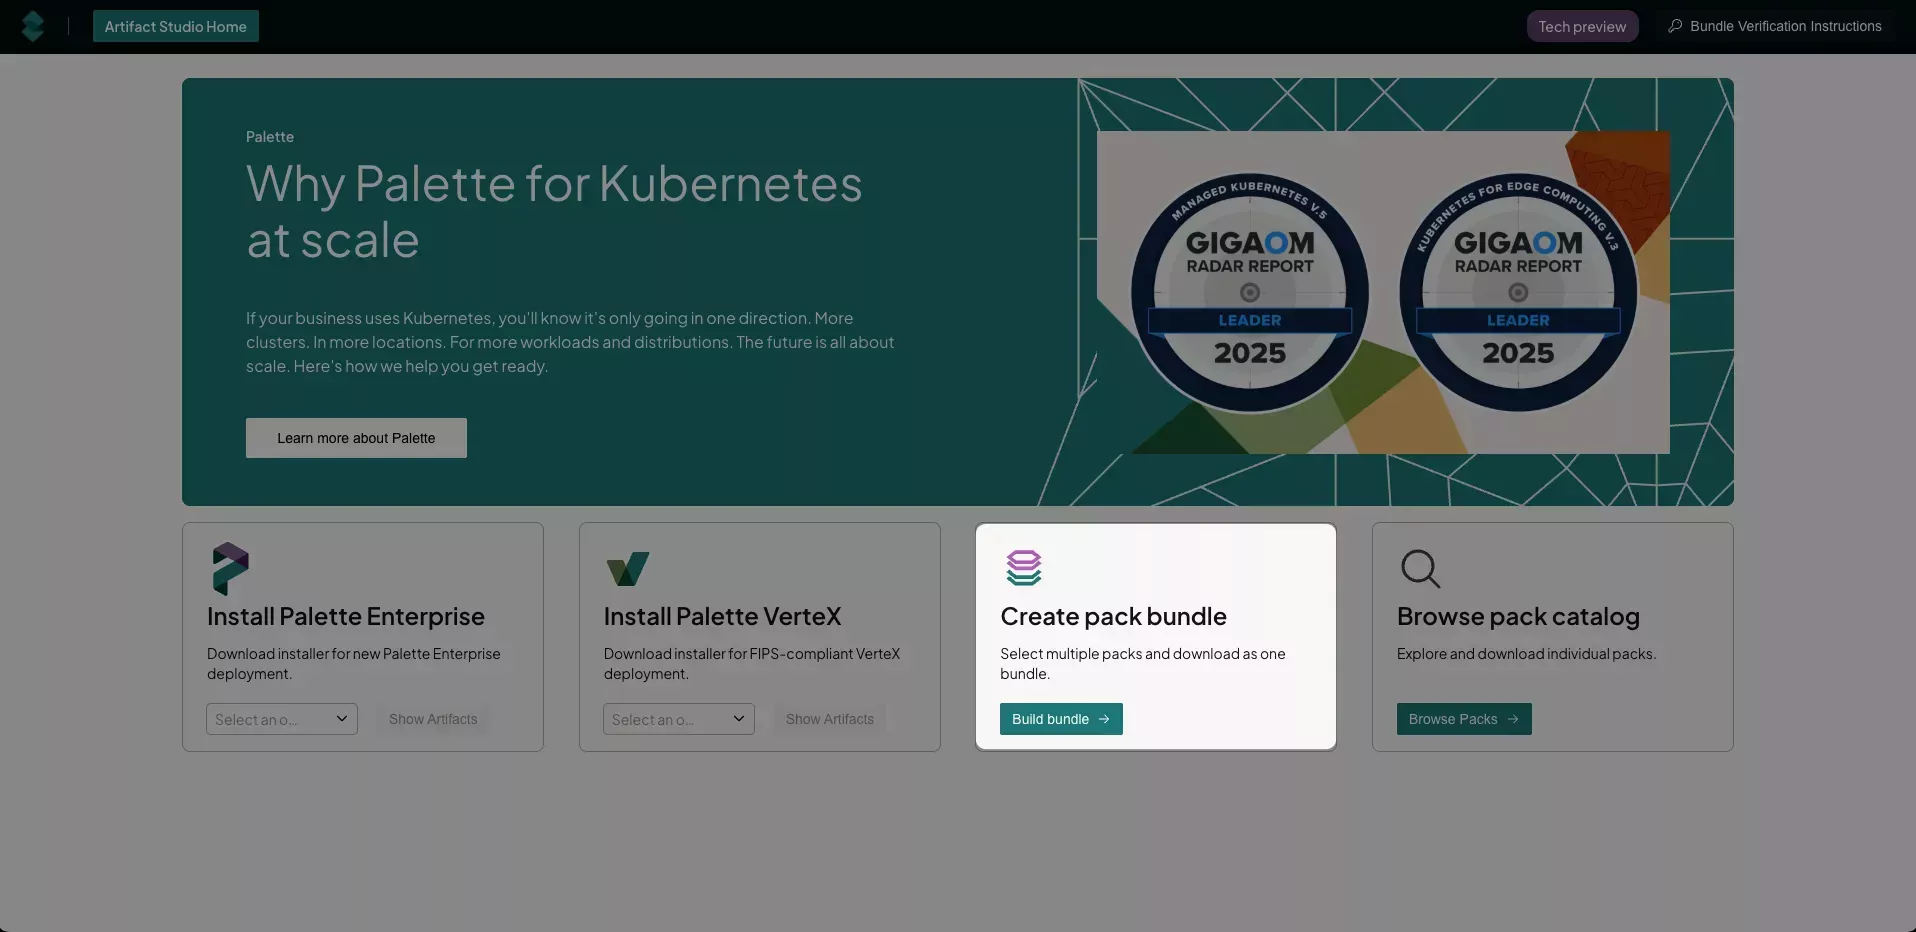 Artifact Studio Home
Tech preview
Bundle Verification Instructions
Palette
Why Palette for Kubernetes
at scale
If your business uses Kubernetes, you'll know it's only going in one direction. More
clusters. In more locations. For more workloads and distributions. The future is all about
scale. Here's how we help you get ready.
Learn more about Palette
MANAGED KUBERNETES V.5
GIGAOM
RADAR REPORT
LEADER
2025
KUBERNETES FOR EDGE COMPUTING V.3
GIGAOM
RADAR REPORT
LEADER
2025
Install Palette Enterprise
Download installer for new Palette Enterprise
deployment.
Select an o...
Show Artifacts
Install Palette VerteX
Download installer for FIPS-compliant VerteX
deployment.
Select an o...
Show Artifacts
Create pack bundle
Select multiple packs and download as one
bundle.
Build bundle →
Browse pack catalog
Explore and download individual packs.
Browse Packs →